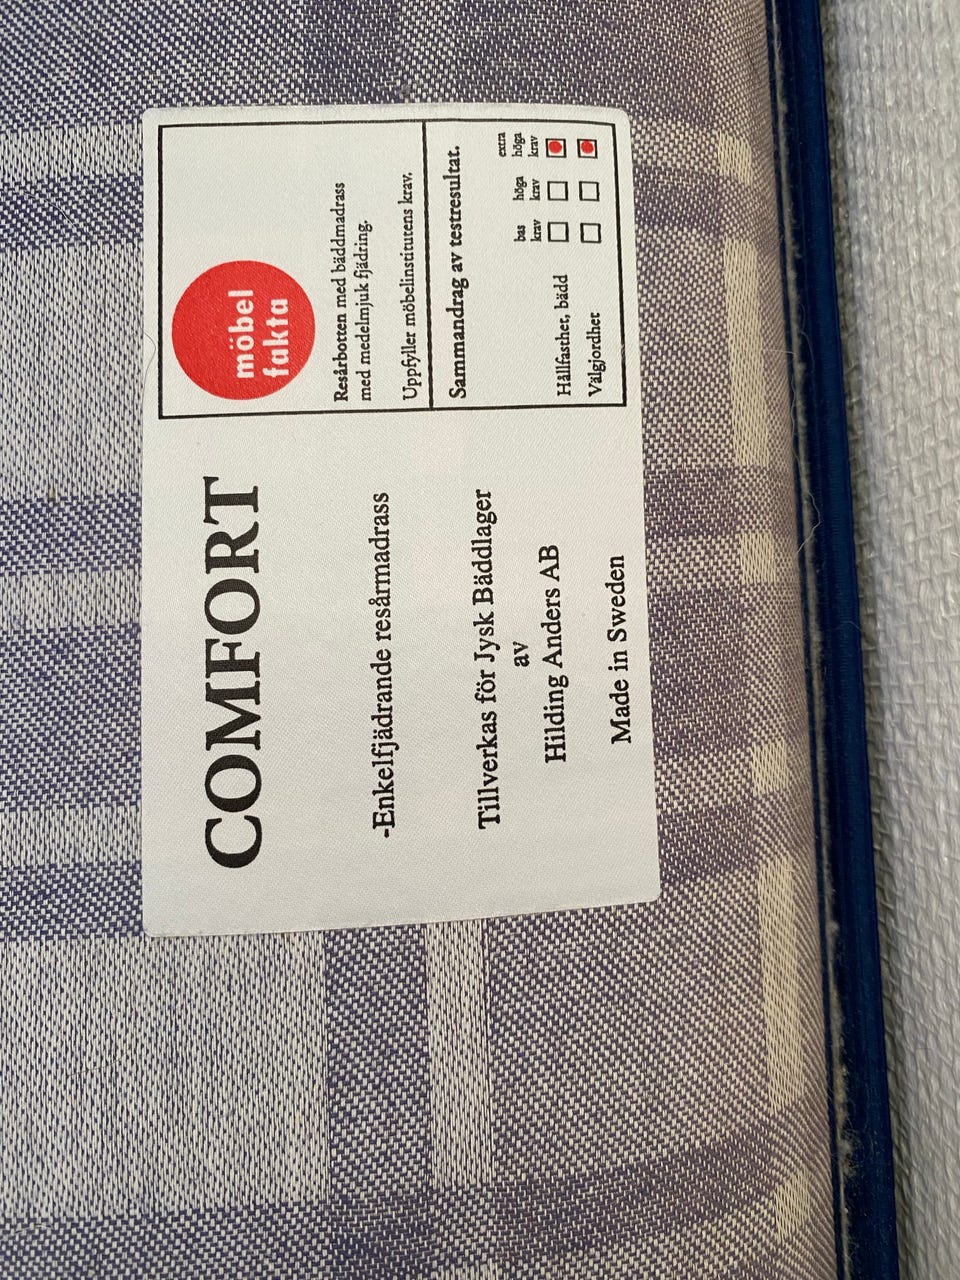 COMFORT
-Enkelfjädrande resårmadrass
Tillverkas för Jysk Bäddlager
av
Hilding Anders AB
Made in Sweden
möbel
fakta
Resårbotten med bäddmadrass
med medelmjuk fjädring.
Uppfyller möbelinstitutens krav.
Sammandrag av testresultat.
extra
bas höga höga
krav krav krav
Hållfasthet, bädd
Välgjordhet